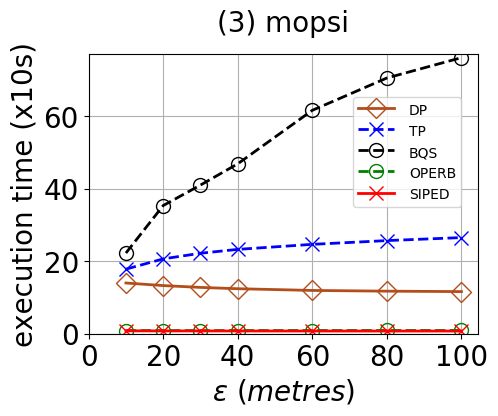 (3) mopsi
execution time (x10s)
60
40
20
0
DP
TP
BQS
OPERB
SIPED
0 20 40 60 80 100
ε (metres)